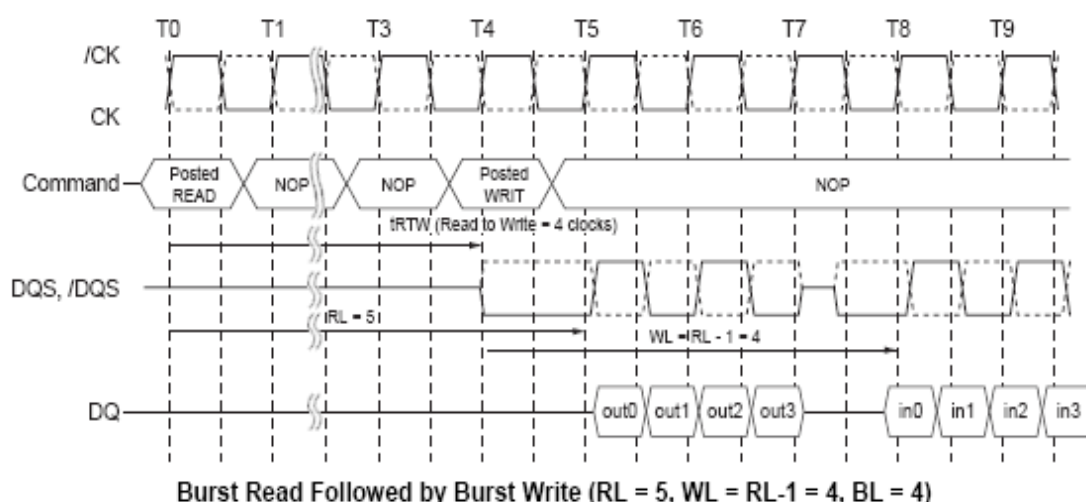 T0 T1 T3 T4 T5 T6 T7 T8 T9
/CK
CK
Command
Posted READ
NOP
NOP
Posted WRIT
NOP
tRTW (Read to Write = 4 clocks)
DQS, /DQS
RL = 5
WL = RL - 1 = 4
DQ
out0 out1 out2 out3 in0 in1 in2 in3
Burst Read Followed by Burst Write (RL = 5, WL = RL-1 = 4, BL = 4)